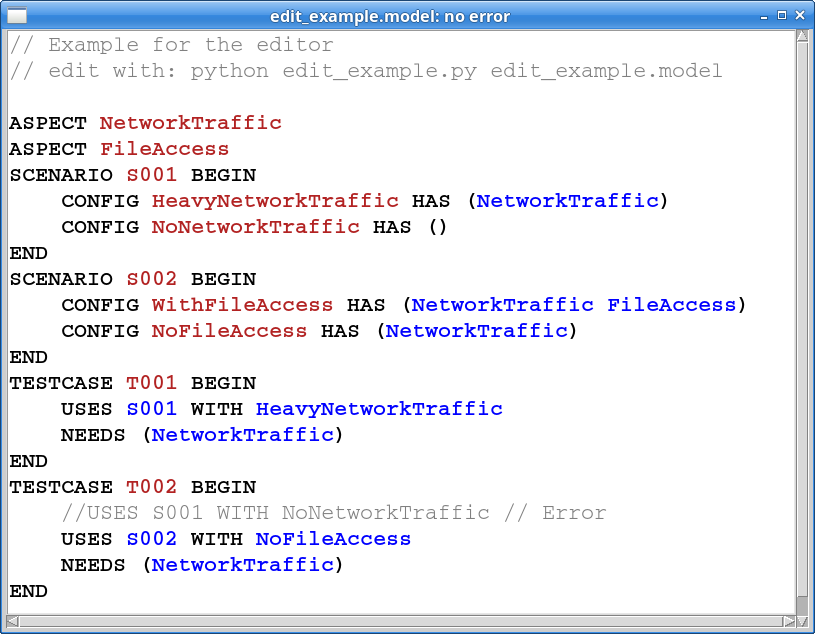 edit_example.model: no error
// Example for the editor
// edit with: python edit_example.py edit_example.model
ASPECT NetworkTraffic
ASPECT FileAccess
SCENARIO S001 BEGIN
    CONFIG HeavyNetworkTraffic HAS (NetworkTraffic)
    CONFIG NoNetworkTraffic HAS ()
END
SCENARIO S002 BEGIN
    CONFIG WithFileAccess HAS (NetworkTraffic FileAccess)
    CONFIG NoFileAccess HAS (NetworkTraffic)
END
TESTCASE T001 BEGIN
    USES S001 WITH HeavyNetworkTraffic
    NEEDS (NetworkTraffic)
END
TESTCASE T002 BEGIN
    //USES S001 WITH NoNetworkTraffic // Error
    USES S002 WITH NoFileAccess
    NEEDS (NetworkTraffic)
END